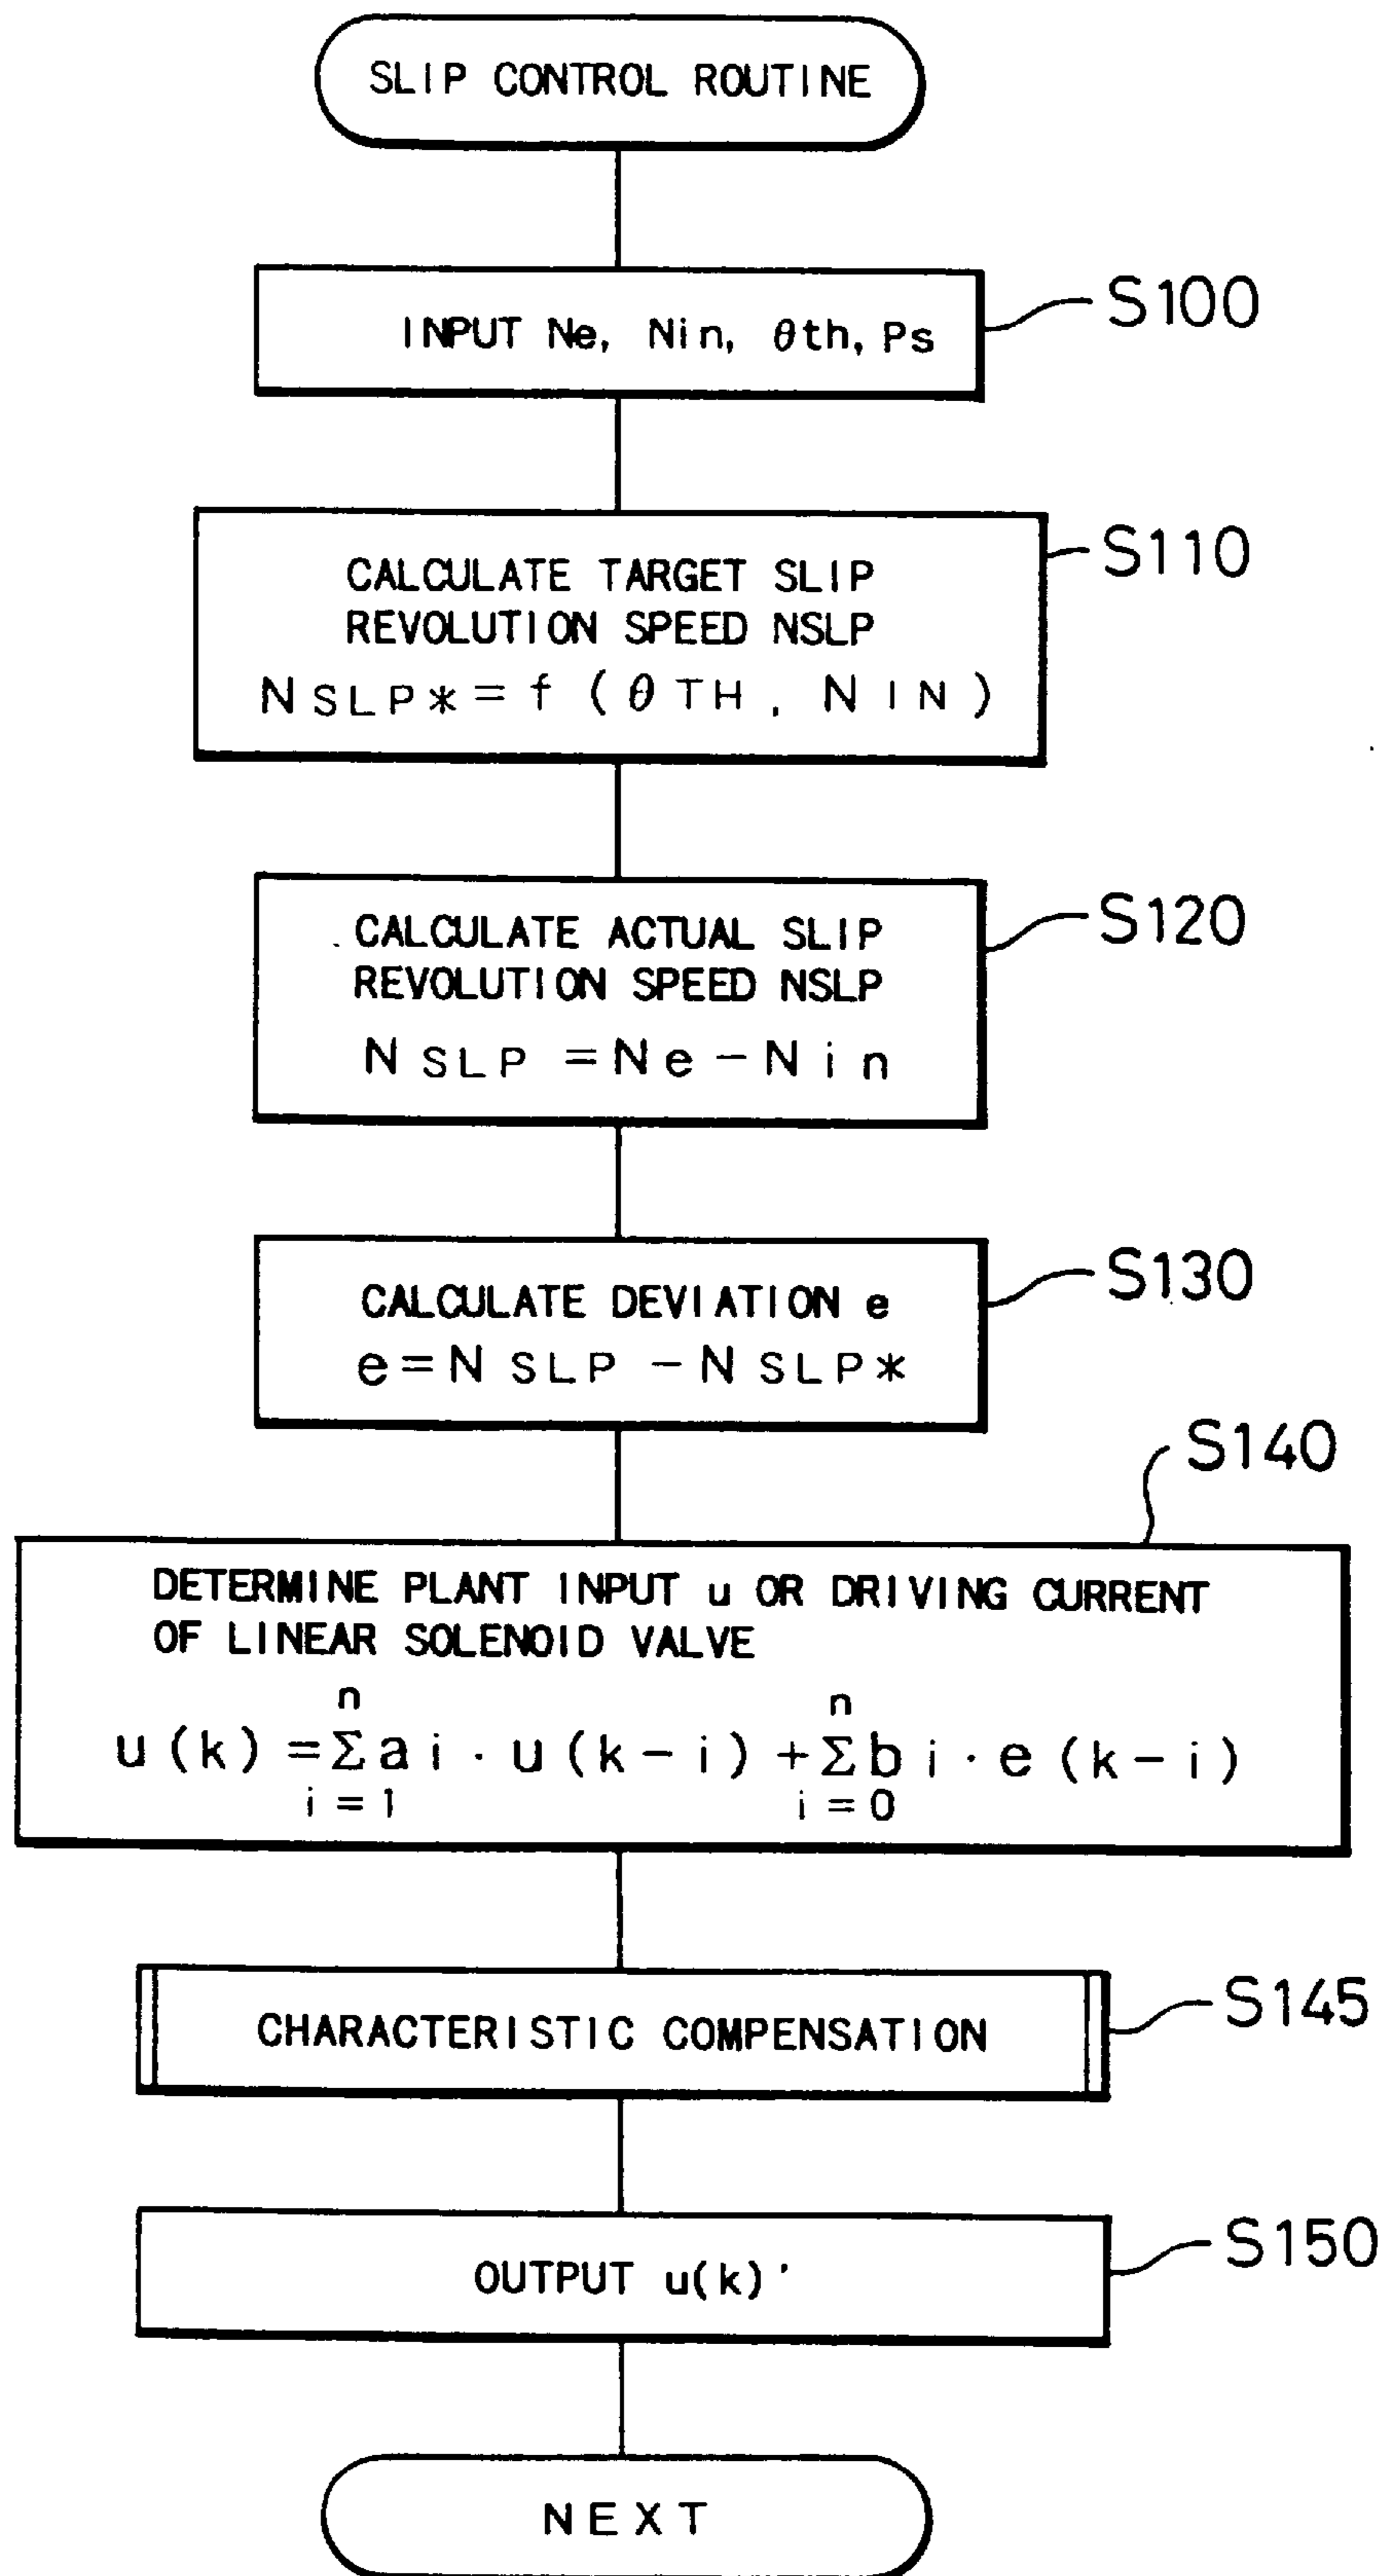 SLIP CONTROL ROUTINE
INPUT Ne, Nin, θth, Ps
S100
CALCULATE TARGET SLIP
REVOLUTION SPEED NSLP
NSLP* = f (θTH, NIN)
S110
CALCULATE ACTUAL SLIP
REVOLUTION SPEED NSLP
NSLP = Ne - Nin
S120
CALCULATE DEVIATION e
e = NSLP - NSLP*
S130
S140
DETERMINE PLANT INPUT u OR DRIVING CURRENT
OF LINEAR SOLENOID VALVE
n n
u (k) = Σ a i · u (k - i) + Σ b i · e (k - i)
i = 1 i = 0
CHARACTERISTIC COMPENSATION
S145
OUTPUT u(k)'
S150
NEXT